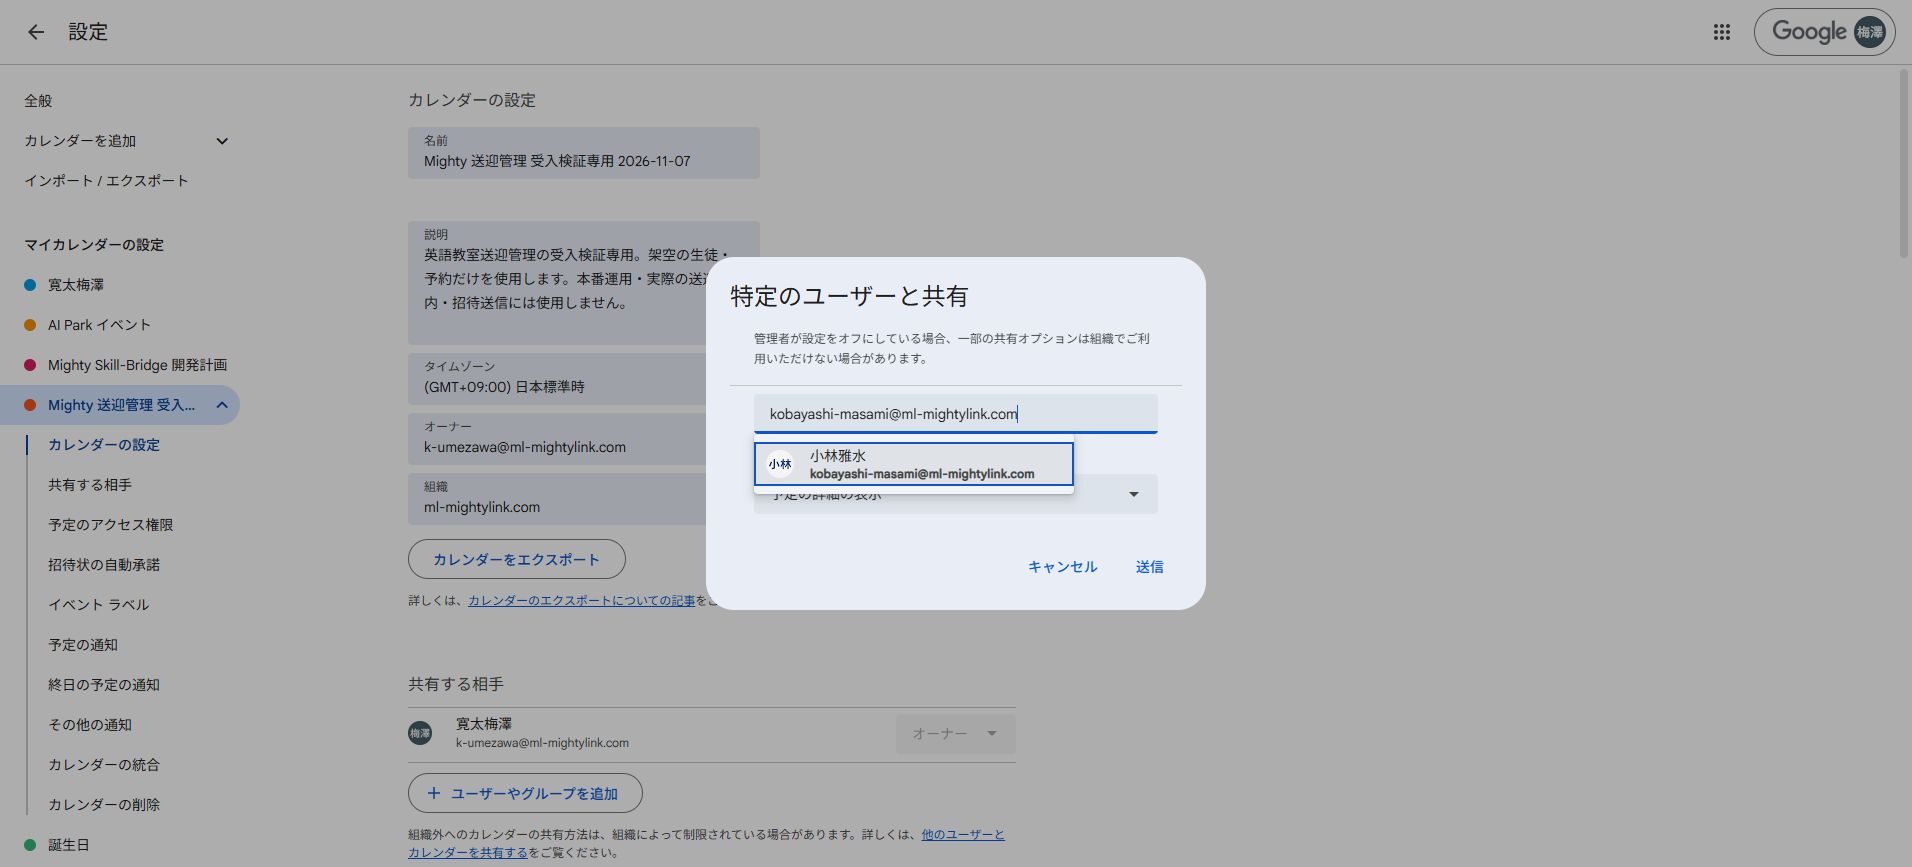 設定
Google 梅澤
全般
カレンダーを追加
インポート / エクスポート
マイカレンダーの設定
寛太梅澤
AI Park イベント
Mighty Skill-Bridge 開発計画
Mighty 送迎管理 受入...
カレンダーの設定
共有する相手
予定のアクセス権限
招待状の自動承諾
イベント ラベル
予定の通知
終日の予定の通知
その他の通知
カレンダーの統合
カレンダーの削除
誕生日
カレンダーの設定
名前
Mighty 送迎管理 受入検証専用 2026-11-07
説明
英語教室送迎管理の受入検証専用。架空の生徒・
予約だけを使用します。本番運用・実際の送
内・招待送信には使用しません。
タイムゾーン
(GMT+09:00) 日本標準時
オーナー
k-umezawa@ml-mightylink.com
組織
ml-mightylink.com
カレンダーをエクスポート
詳しくは、カレンダーのエクスポートについての記事をご
共有する相手
梅澤
寛太梅澤
k-umezawa@ml-mightylink.com
オーナー
ユーザーやグループを追加
組織外へのカレンダーの共有方法は、組織によって制限されている場合があります。詳しくは、他のユーザーと
カレンダーを共有するをご覧ください。
特定のユーザーと共有
管理者が設定をオフにしている場合、一部の共有オプションは組織でご利
用いただけない場合があります。
kobayashi-masami@ml-mightylink.com
小林
小林雅水
kobayashi-masami@ml-mightylink.com
予定の詳細の表示
キャンセル
送信